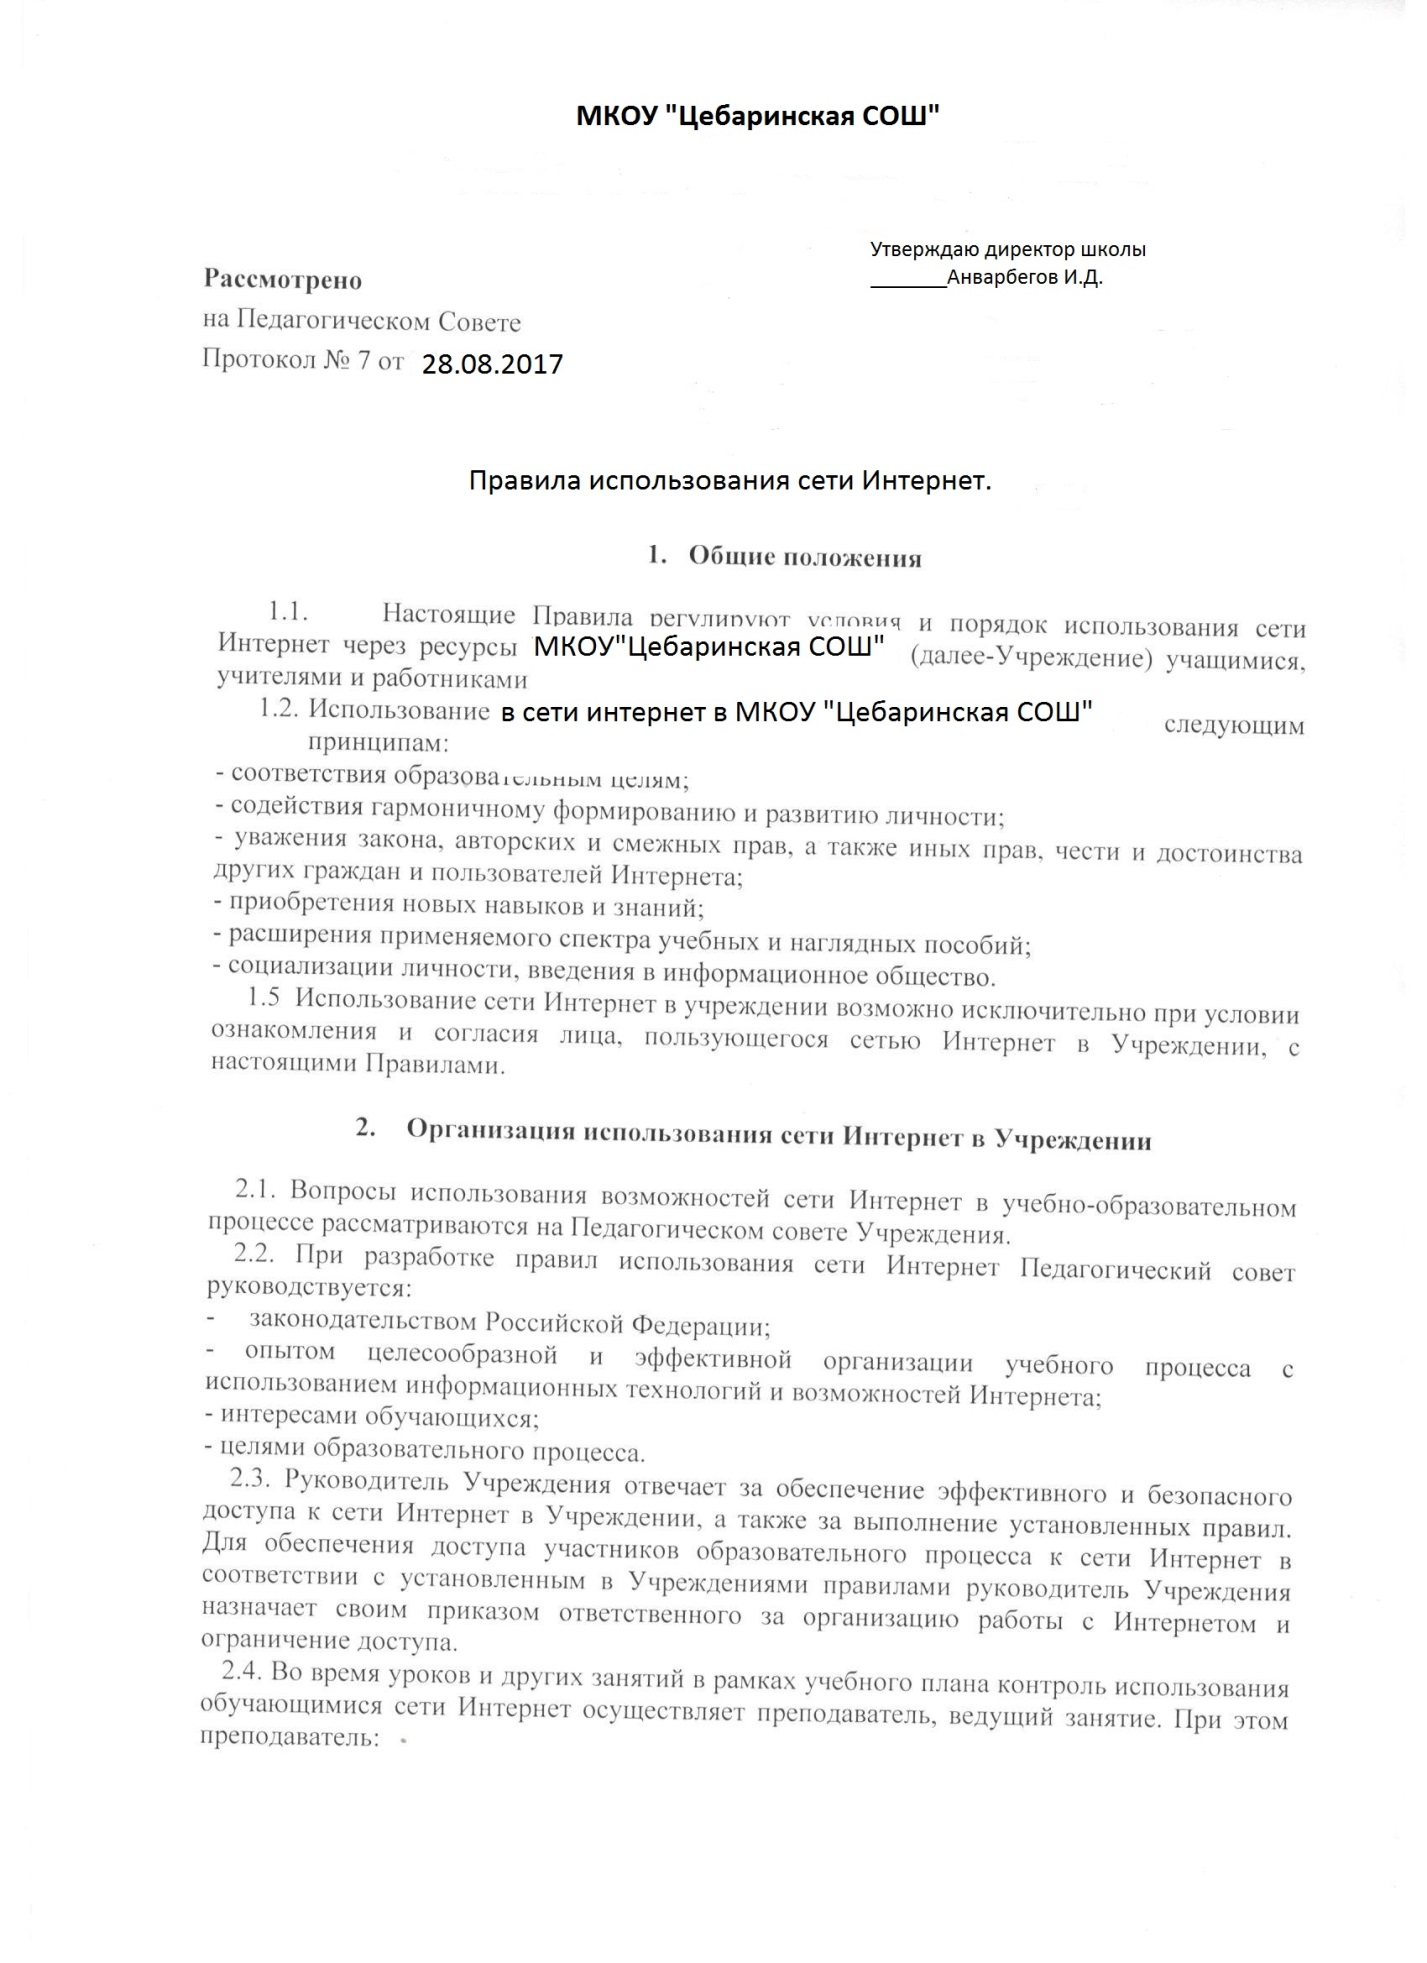 МКОУ "Цебаринская СОШ"
Утверждаю директор школы
_______Анварбегов И.Д.
Рассмотрено
на Педагогическом Совете
Протокол № 7 от 28.08.2017
Правила использования сети Интернет.
1. Общие положения
1.1. Настоящие Правила регулируют условия и порядок использования сети
Интернет через ресурсы МКОУ"Цебаринская СОШ" (далее-Учреждение) учащимися,
учителями и работниками
1.2. Использование в сети интернет в МКОУ "Цебаринская СОШ" следующим
принципам:
- соответствия образовательным целям;
- содействия гармоничному формированию и развитию личности;
- уважения закона, авторских и смежных прав, а также иных прав, чести и достоинства
других граждан и пользователей Интернета;
- приобретения новых навыков и знаний;
- расширения применяемого спектра учебных и наглядных пособий;
- социализации личности, введения в информационное общество.
1.5 Использование сети Интернет в учреждении возможно исключительно при условии
ознакомления и согласия лица, пользующегося сетью Интернет в Учреждении, с
настоящими Правилами.
2. Организация использования сети Интернет в Учреждении
2.1. Вопросы использования возможностей сети Интернет в учебно-образовательном
процессе рассматриваются на Педагогическом совете Учреждения.
2.2. При разработке правил использования сети Интернет Педагогический совет
руководствуется:
- законодательством Российской Федерации;
- опытом целесообразной и эффективной организации учебного процесса с
использованием информационных технологий и возможностей Интернета;
- интересами обучающихся;
- целями образовательного процесса.
2.3. Руководитель Учреждения отвечает за обеспечение эффективного и безопасного
доступа к сети Интернет в Учреждении, а также за выполнение установленных правил.
Для обеспечения доступа участников образовательного процесса к сети Интернет в
соответствии с установленным в Учреждениями правилами руководитель Учреждения
назначает своим приказом ответственного за организацию работы с Интернетом и
ограничение доступа.
2.4. Во время уроков и других занятий в рамках учебного плана контроль использования
обучающимися сети Интернет осуществляет преподаватель, ведущий занятие. При этом
преподаватель: